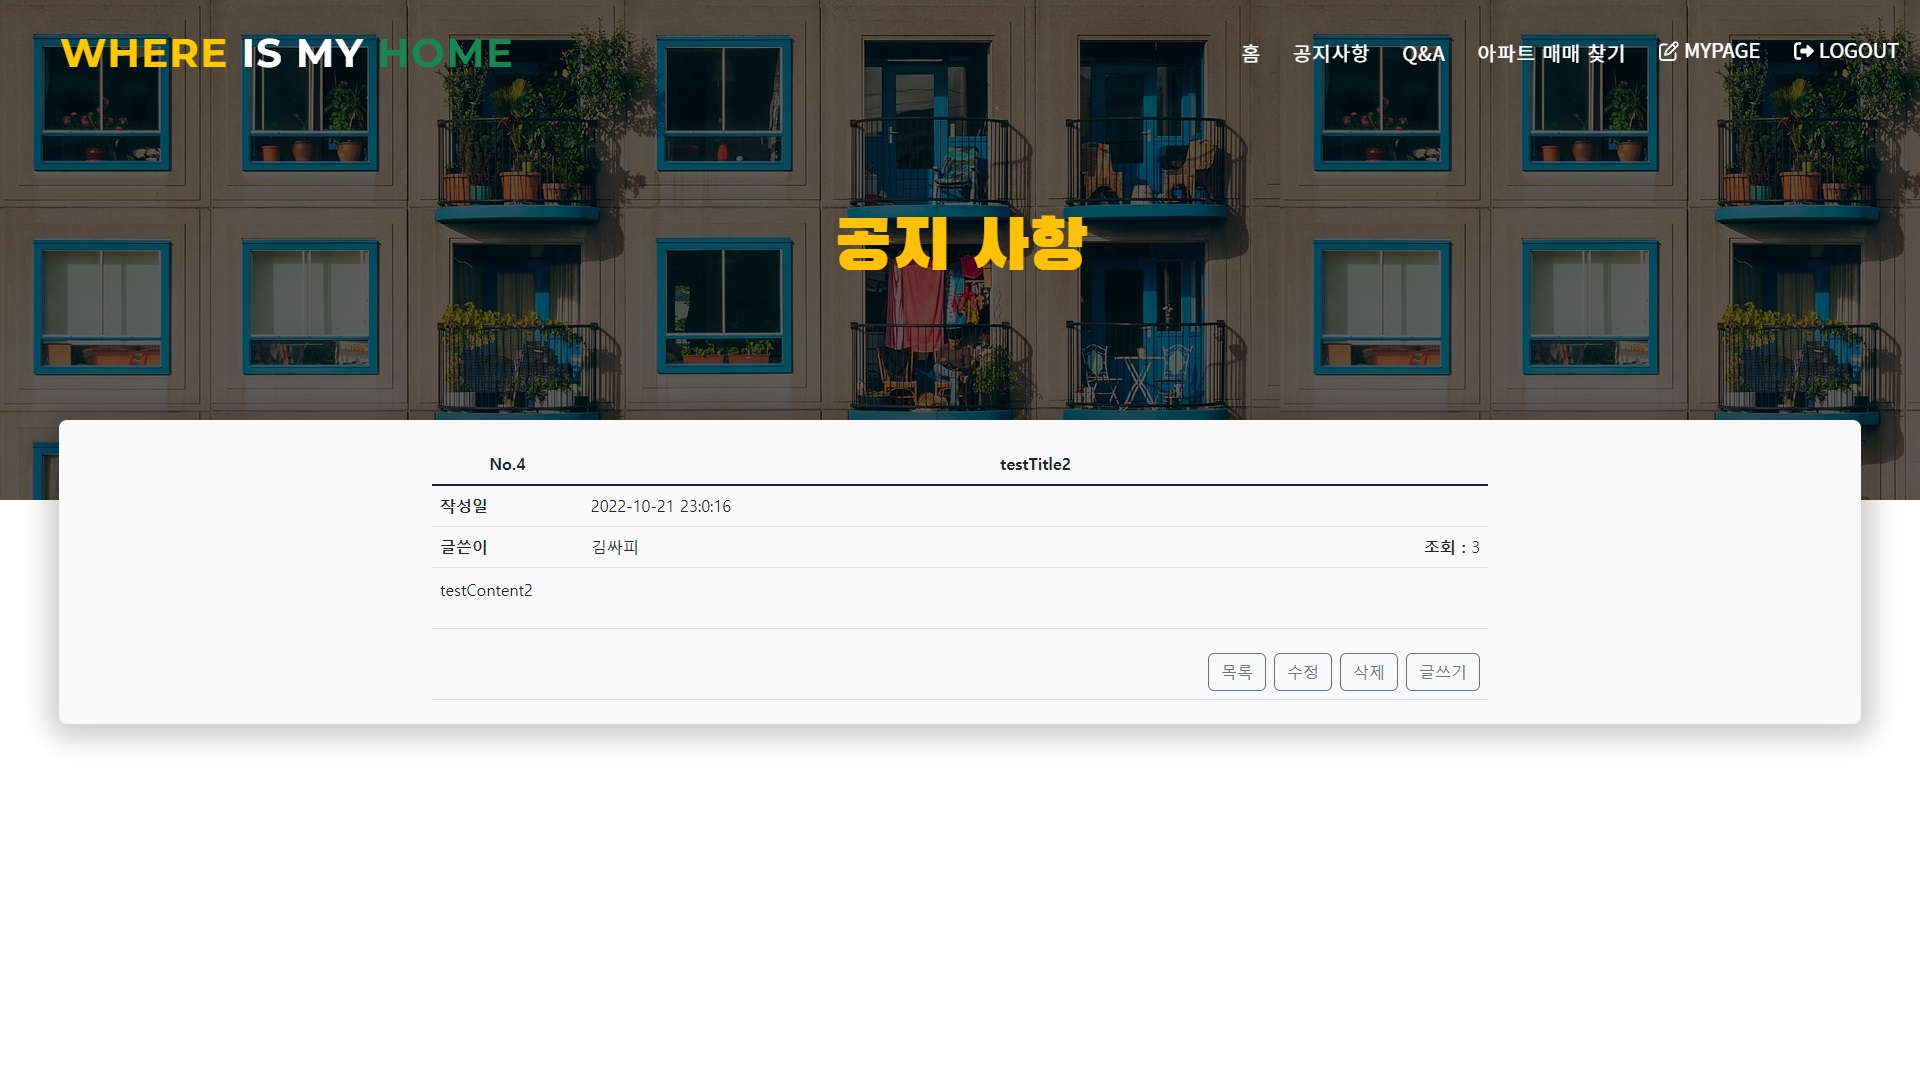 WHERE IS MY HOME
홈 공지사항 Q&A 아파트 매매 찾기 MYPAGE LOGOUT
공지 사항
No.4 testTitle2
작성일 2022-10-21 23:0:16
글쓴이 김싸피 조회 : 3
testContent2
목록 수정 삭제 글쓰기